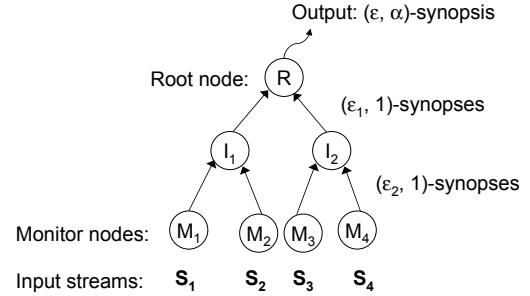 Output: (ε, α)-synopsis
Root node: R
(ε₁, 1)-synopses
I₁ I₂
(ε₂, 1)-synopses
Monitor nodes: M₁ M₂ M₃ M₄
Input streams: S₁ S₂ S₃ S₄